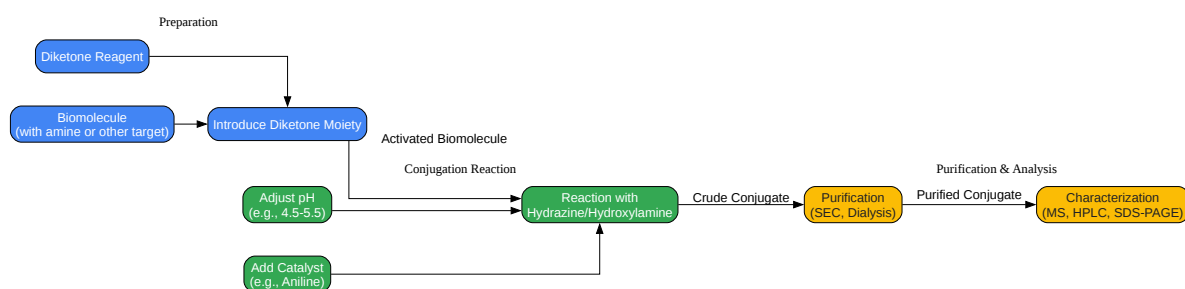 Preparation
Diketone Reagent
Biomolecule
(with amine or other target)
Introduce Diketone Moiety
Activated Biomolecule
Conjugation Reaction
Adjust pH
(e.g., 4.5-5.5)
Add Catalyst
(e.g., Aniline)
Reaction with
Hydrazine/Hydroxylamine
Crude Conjugate
Purification & Analysis
Purification
(SEC, Dialysis)
Purified Conjugate
Characterization
(MS, HPLC, SDS-PAGE)